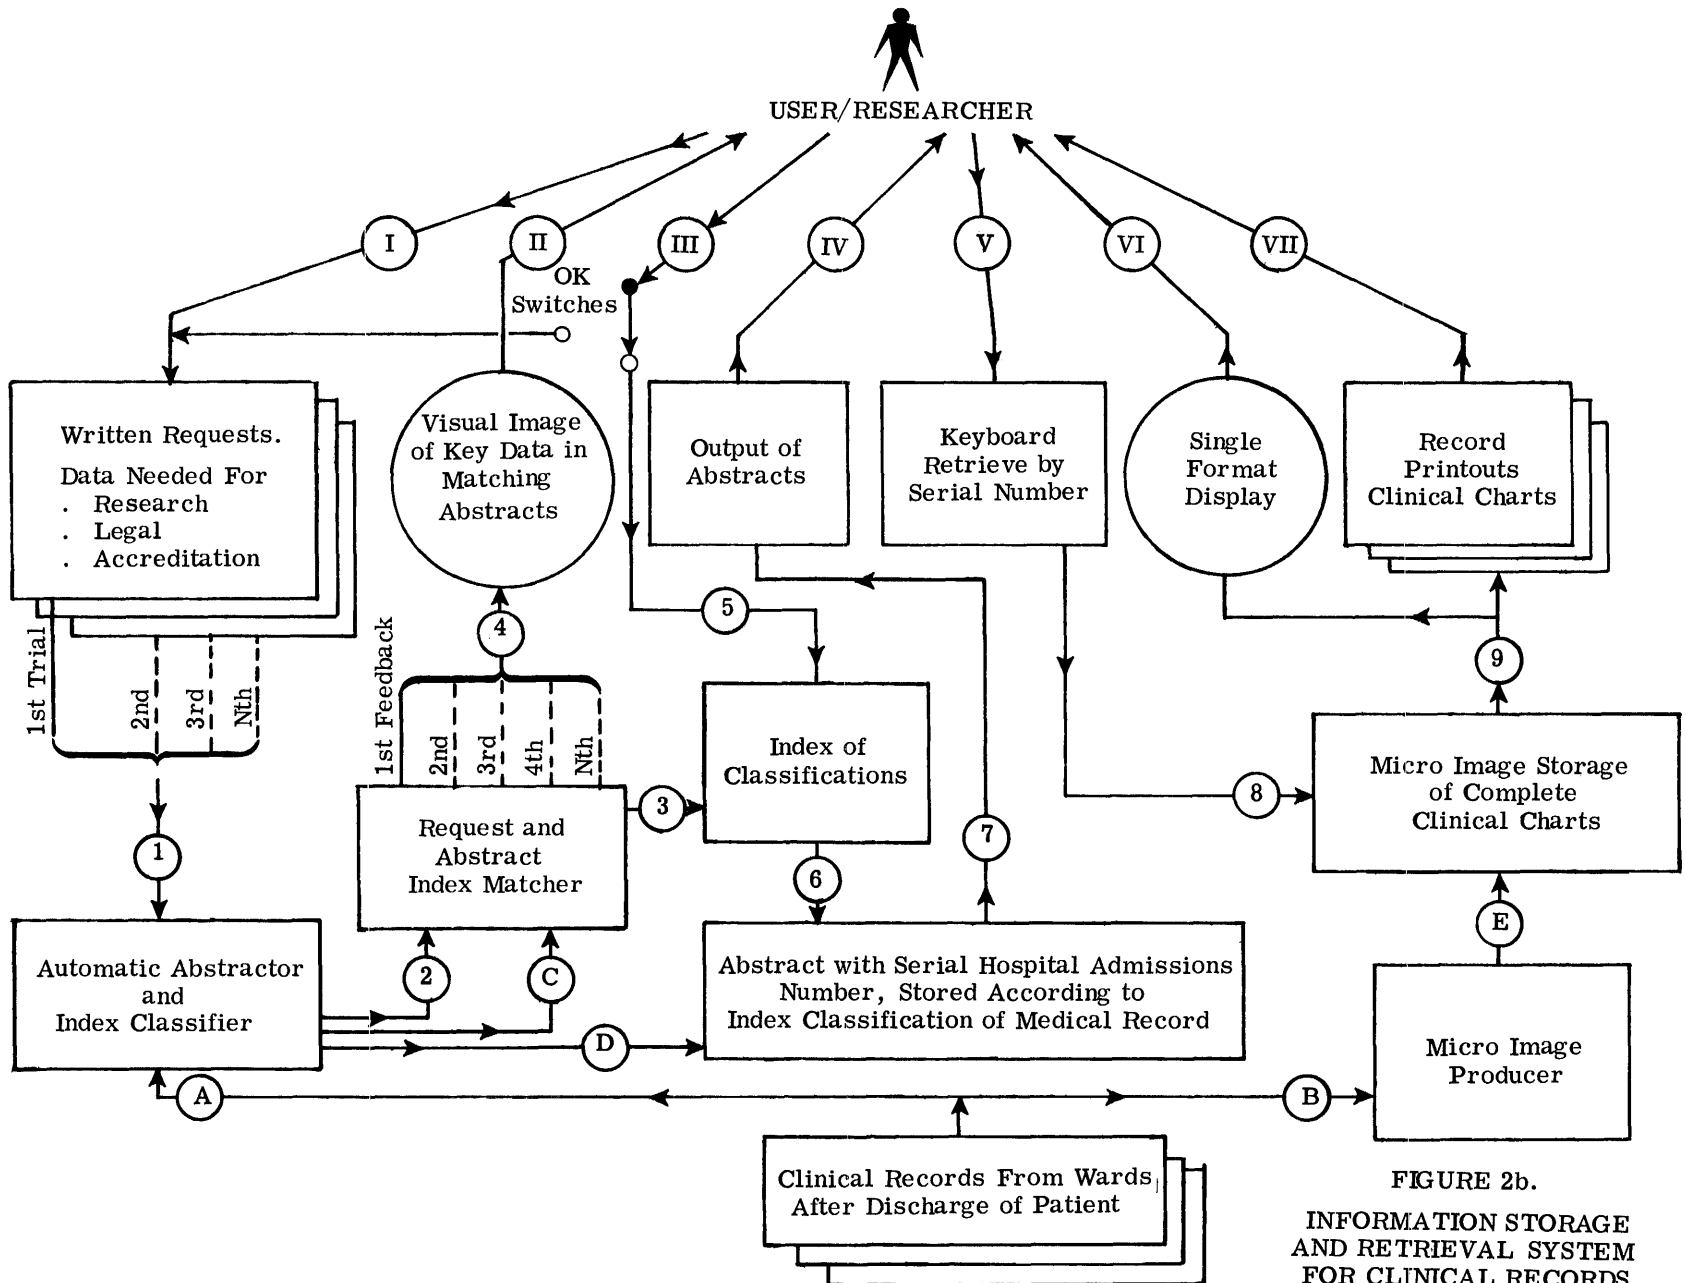 USER/RESEARCHER
I
II
III
IV
V
VI
VII
OK
Switches
Written Requests.
Data Needed For
. Research
. Legal
. Accreditation
Visual Image
of Key Data in
Matching
Abstracts
Output of
Abstracts
Keyboard
Retrieve by
Serial Number
Single
Format
Display
Record
Printouts
Clinical Charts
1st Trial
2nd
3rd
Nth
4
1st Feedback
2nd
3rd
4th
Nth
5
9
1
Request and
Abstract
Index Matcher
3
Index of
Classifications
6
7
8
Micro Image Storage
of Complete
Clinical Charts
Automatic Abstractor
and
Index Classifier
2
C
D
Abstract with Serial Hospital Admissions
Number, Stored According to
Index Classification of Medical Record
E
Micro Image
Producer
A
B
Clinical Records From Wards
After Discharge of Patient
FIGURE 2b.
INFORMATION STORAGE
AND RETRIEVAL SYSTEM
FOR CLINICAL RECORDS